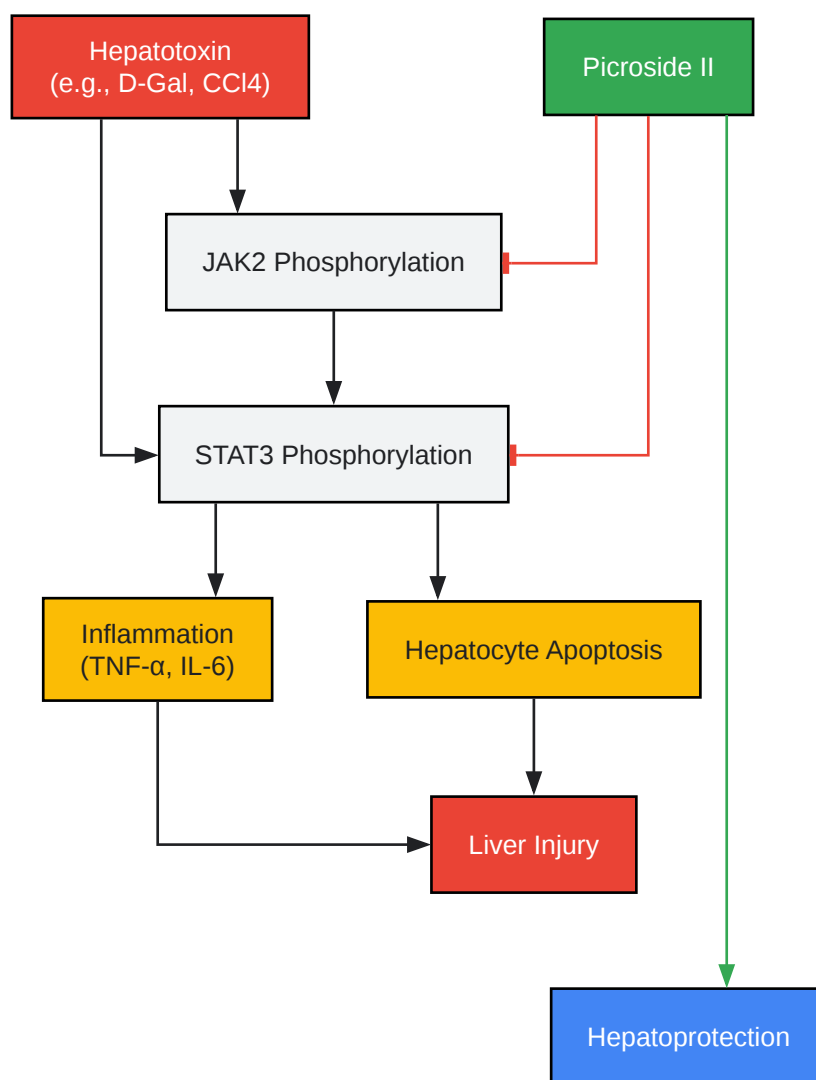 Hepatotoxin
(e.g., D-Gal, CCl4)
Picroside II
JAK2 Phosphorylation
STAT3 Phosphorylation
Inflammation
(TNF-α, IL-6)
Hepatocyte Apoptosis
Liver Injury
Hepatoprotection